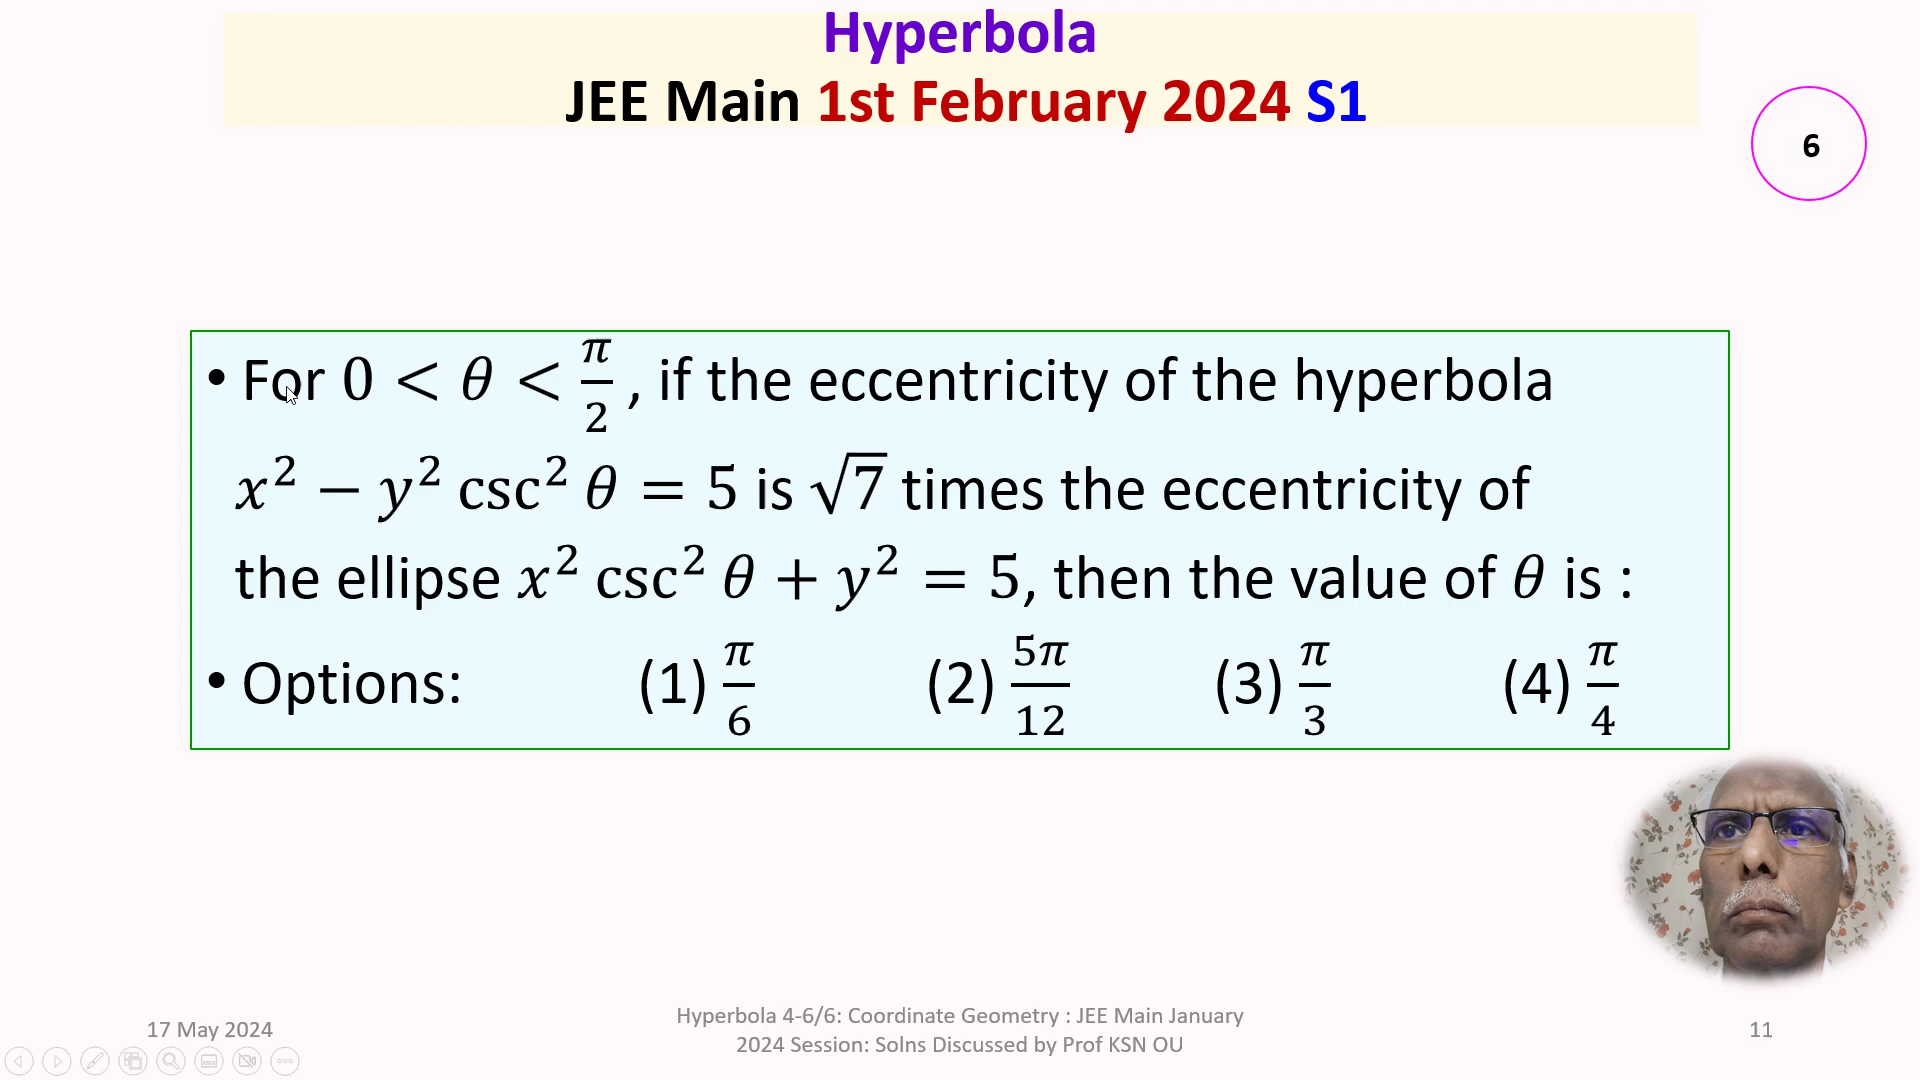 Hyperbola
JEE Main 1st February 2024 S1
6
• For 0 < θ < π/2 , if the eccentricity of the hyperbola
x² − y² csc² θ = 5 is √7 times the eccentricity of
the ellipse x² csc² θ + y² = 5, then the value of θ is :
• Options: (1) π/6 (2) 5π/12 (3) π/3 (4) π/4
17 May 2024
Hyperbola 4-6/6: Coordinate Geometry : JEE Main January
2024 Session: Solns Discussed by Prof KSN OU
11